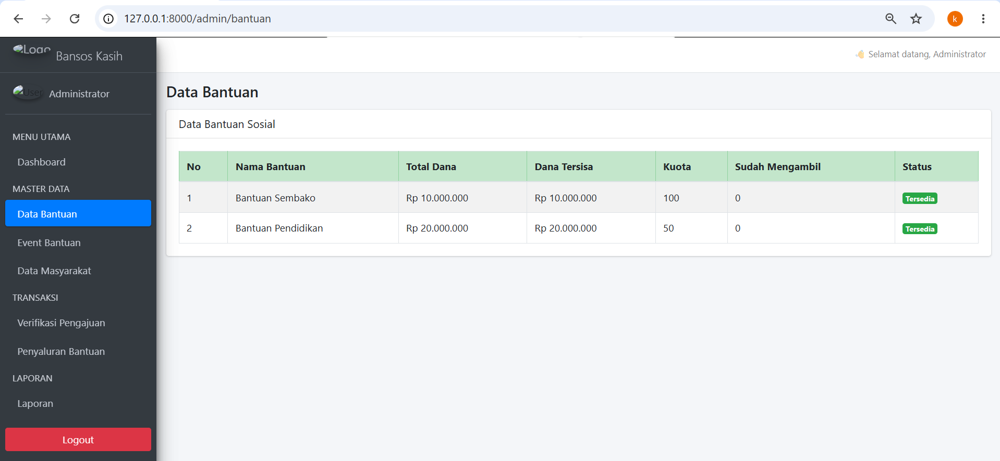 127.0.0.1:8000/admin/bantuan
k
Logo
Bansos Kasih
👋 Selamat datang, Administrator
User
Administrator
MENU UTAMA
Dashboard
MASTER DATA
Data Bantuan
Event Bantuan
Data Masyarakat
TRANSAKSI
Verifikasi Pengajuan
Penyaluran Bantuan
LAPORAN
Laporan
Logout
Data Bantuan
Data Bantuan Sosial
No Nama Bantuan Total Dana Dana Tersisa Kuota Sudah Mengambil Status
1 Bantuan Sembako Rp 10.000.000 Rp 10.000.000 100 0 Tersedia
2 Bantuan Pendidikan Rp 20.000.000 Rp 20.000.000 50 0 Tersedia